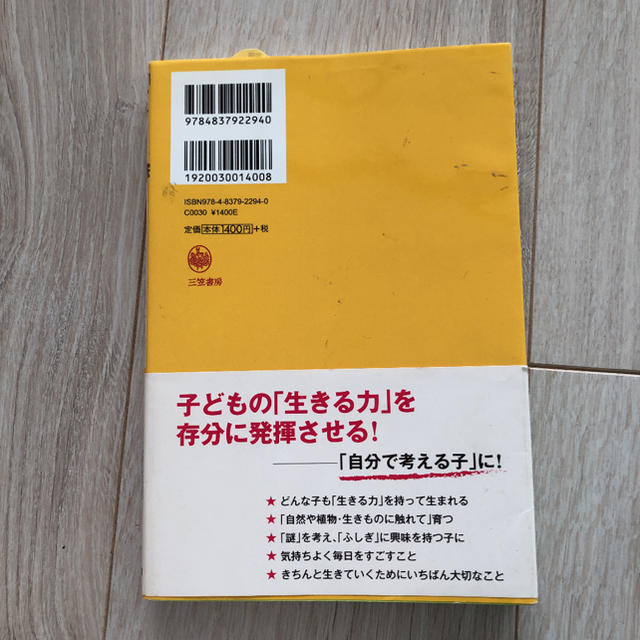 9784837922940
1920030014008
ISBN978-4-8379-2294-0
C0030 ¥1400E
定価 本体1400円+税
三笠書房
子どもの「生きる力」を
存分に発揮させる!
———「自分で考える子」に!
★ どんな子も「生きる力」を持って生まれる
★ 「自然や植物・生きものに触れて」育つ
★ 「謎」を考え、「ふしぎ」に興味を持つ子に
★ 気持ちよく毎日をすごすこと
★ きちんと生きていくためにいちばん大切なこと